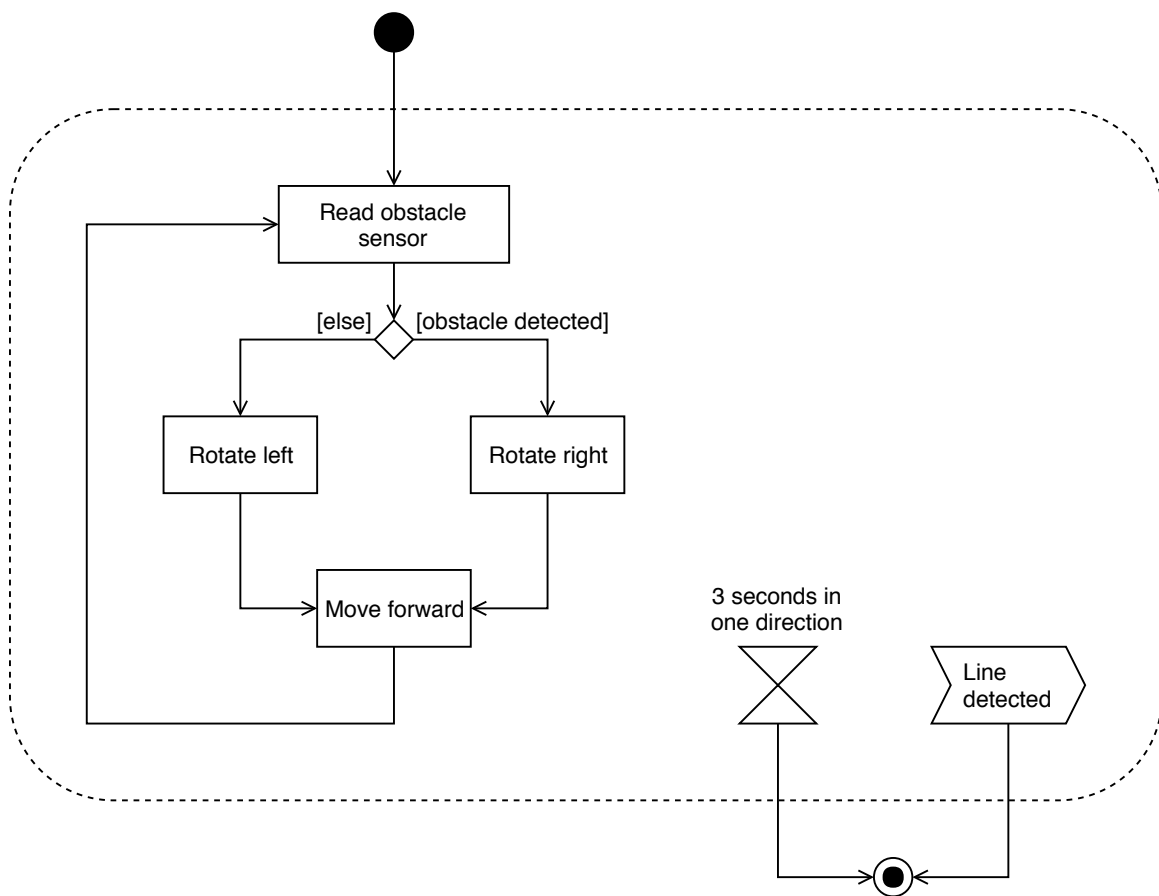 Read obstacle
sensor
[else]
[obstacle detected]
Rotate left
Rotate right
Move forward
3 seconds in
one direction
Line
detected